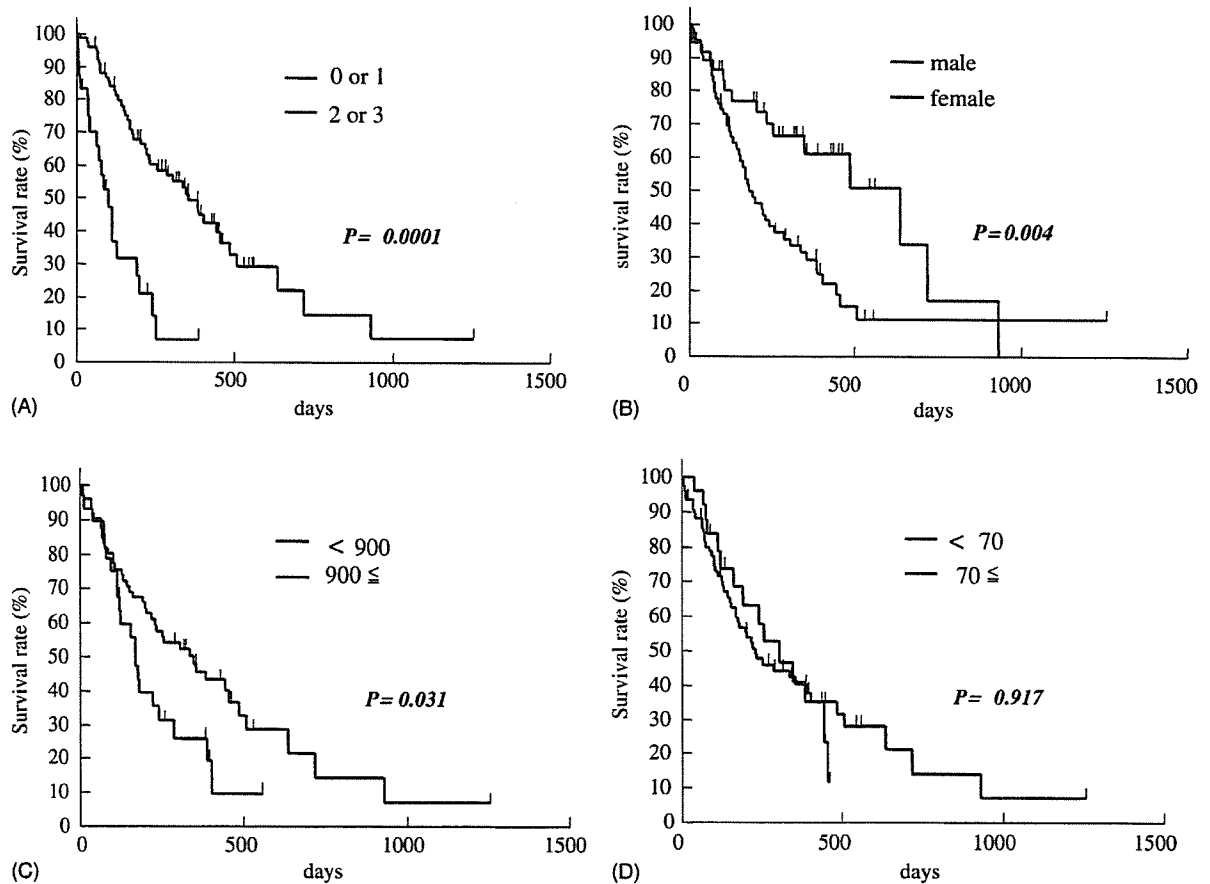 100
90
80
70
60
50
40
30
20
10
0
Survival rate (%)
0 or 1
2 or 3
P= 0.0001
0 500 1000 1500
days
(A)
100
90
80
70
60
50
40
30
20
10
0
survival rate (%)
male
female
P=0.004
0 500 1000 1500
days
(B)
100
90
80
70
60
50
40
30
20
10
0
Survival rate (%)
< 900
900 ≦
P= 0.031
0 500 1000 1500
days
(C)
100
90
80
70
60
50
40
30
20
10
0
Survival rate (%)
< 70
70 ≦
P= 0.917
0 500 1000 1500
days
(D)